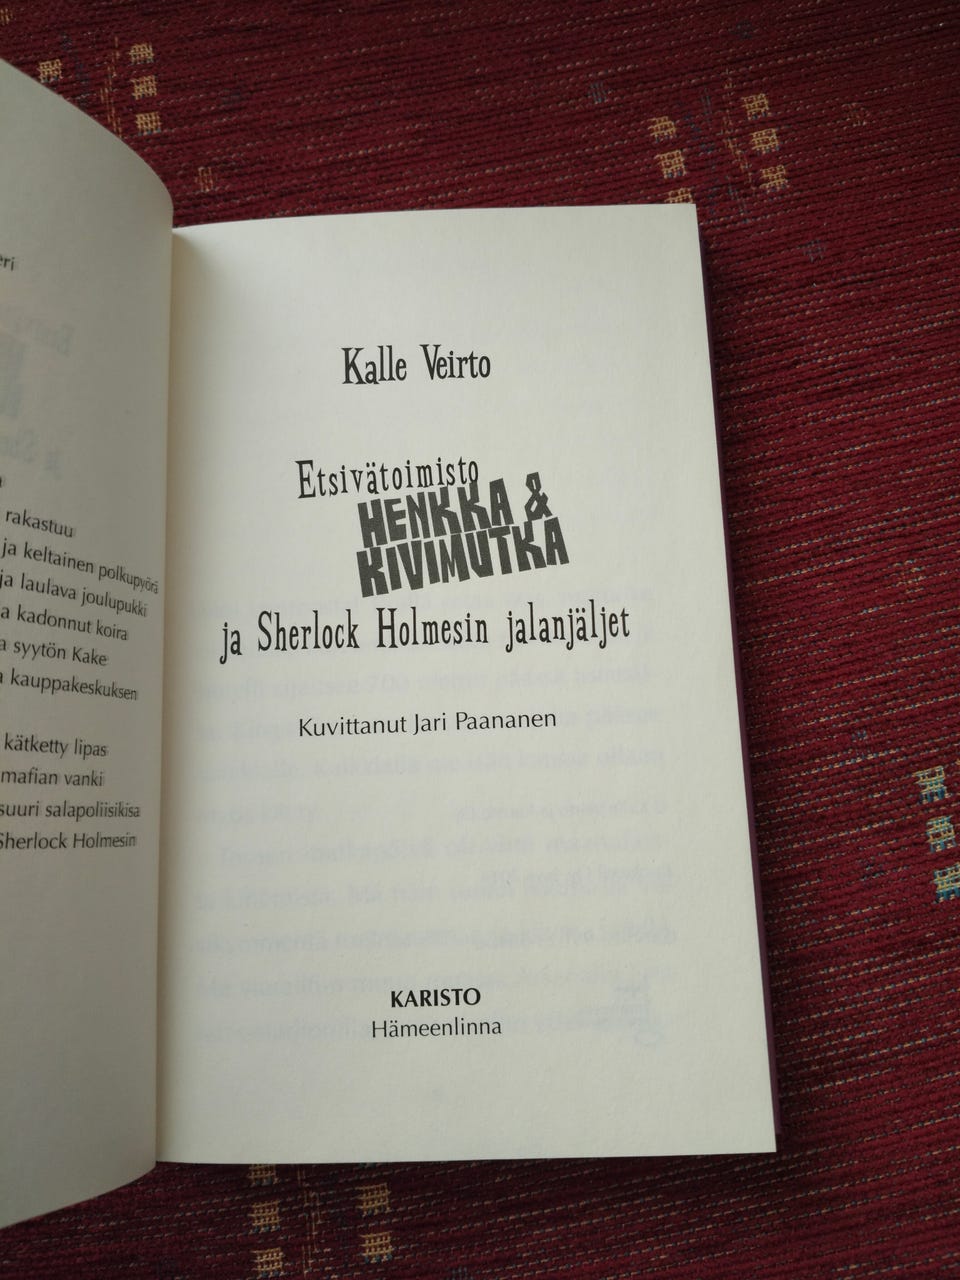 rakastuu
ja keltainen polkupyörä
ja laulava joulupukki
kadonnut koira
syytön Kake
kauppakeskuksen
kätketty lipas
mafian vanki
suuri salapoliisikisa
Sherlock Holmesin
Kalle Veirto
Etsivätoimisto
HENKKA &
KIVIMUTKA
ja Sherlock Holmesin jalanjäljet
Kuvittanut Jari Paananen
KARISTO
Hämeenlinna